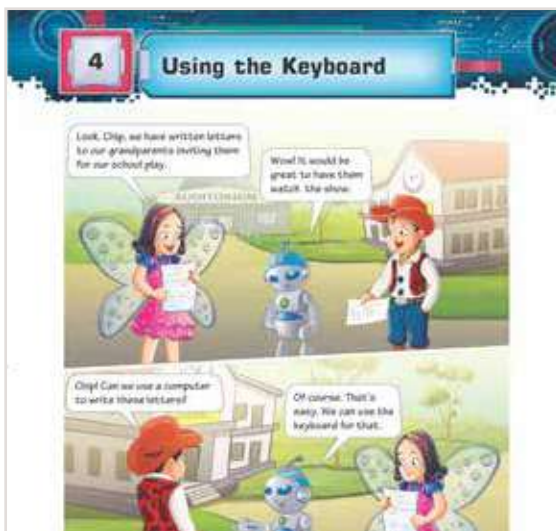 4
Using the Keyboard
Look, Chip, we have written letters
to our grandparents inviting them
for our school play.
Wow! It would be
great to have them
watch the show.
AUDITORIUM
Chip! Can we use a computer
to write these letters?
Of course. That's
easy. We can use the
keyboard for that.